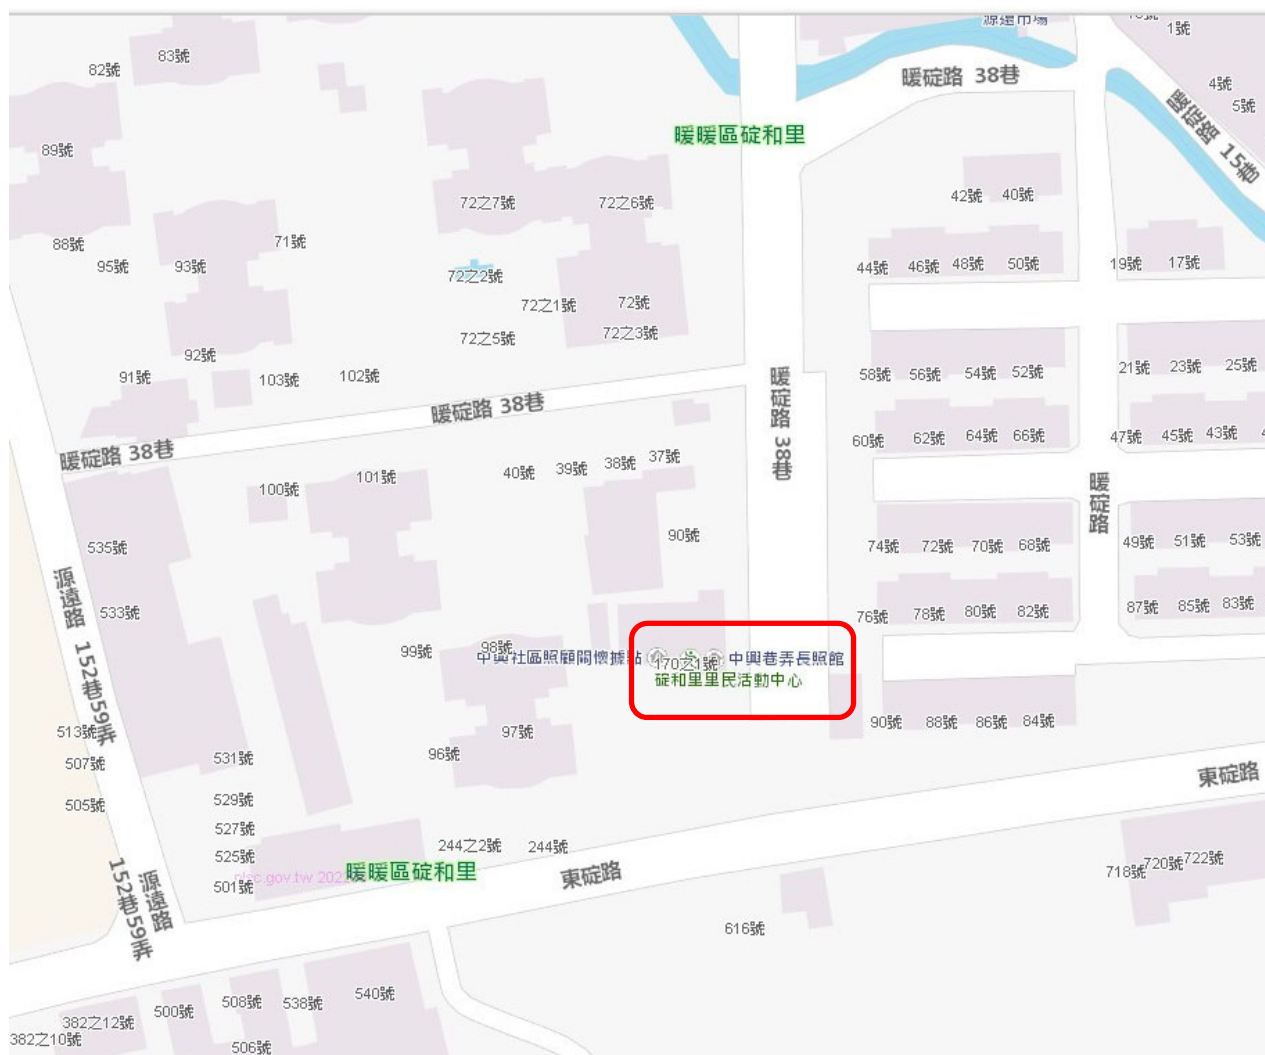 源遠市場
1號
83號
82號
暖碇路 38巷
4號
5號
暖碇路 15巷
暖暖區碇和里
89號
42號
40號
72之7號
72之6號
88號
71號
95號
93號
44號
46號
48號
50號
19號
17號
72之2號
72之1號
72號
72之5號
72之3號
92號
91號
103號
102號
58號
56號
54號
52號
21號
23號
25號
暖碇路 38巷
暖碇路 38巷
暖碇路 38巷
60號
62號
64號
66號
47號
45號
43號
40號
39號
38號
37號
101號
100號
暖碇路
90號
535號
74號
72號
70號
68號
49號
51號
53號
源遠路 152巷59弄
533號
76號
78號
80號
82號
87號
85號
83號
99號
98號
中興社區照顧關懷據點
170之1號
中興巷弄長照館
碇和里里民活動中心
97號
96號
90號
88號
86號
84號
513號
507號
531號
505號
529號
527號
525號
501號
東碇路
244之2號
244號
暖暖區碇和里
東碇路
718號
720號
722號
源遠路 152巷59弄
616號
540號
538號
508號
500號
382之12號
382之10號
506號